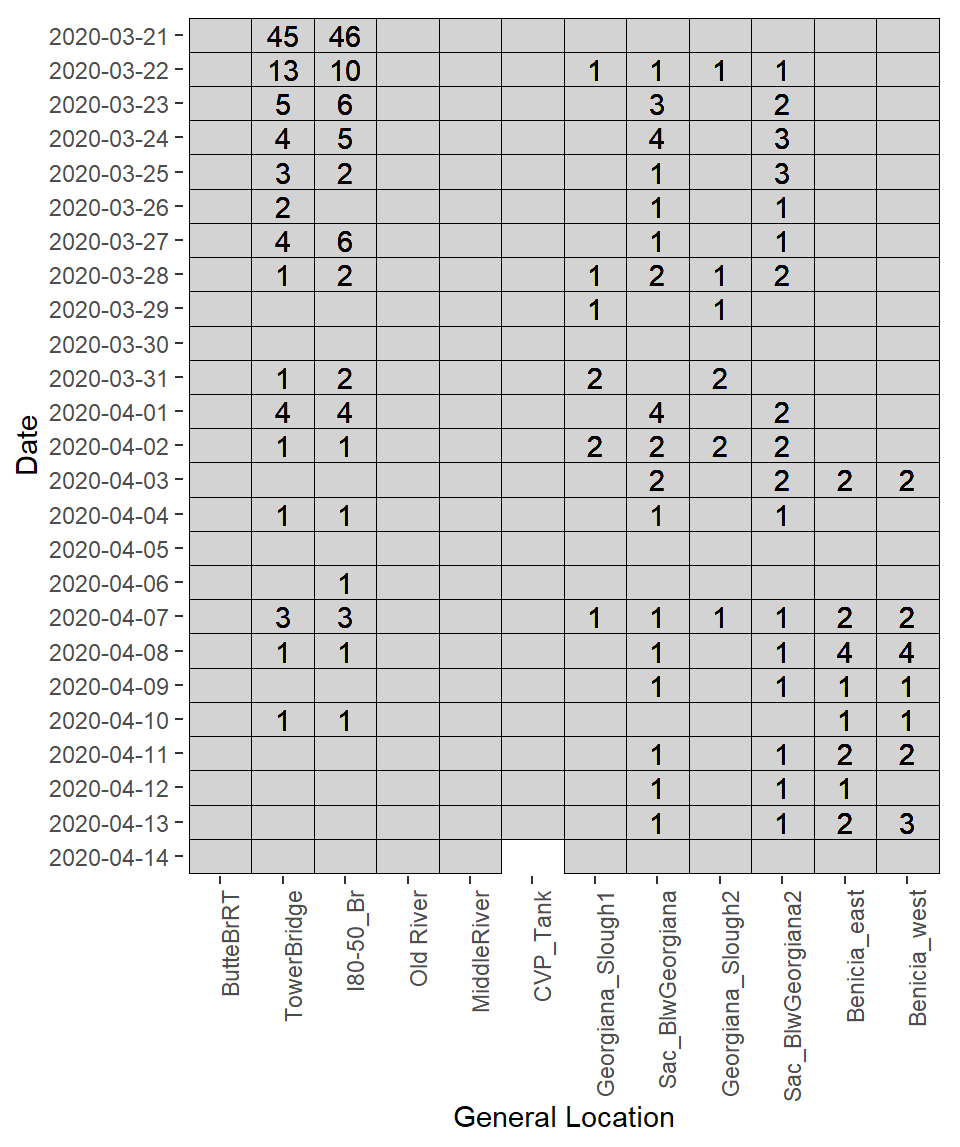 2020-03-21 45 46
2020-03-22 13 10 1 1 1 1
2020-03-23 5 6 3 2
2020-03-24 4 5 4 3
2020-03-25 3 2 1 3
2020-03-26 2 1 1
2020-03-27 4 6 1 1
2020-03-28 1 2 1 2 1 2
2020-03-29 1 1
2020-03-30
2020-03-31 1 2 2 2
2020-04-01 4 4 4 2
2020-04-02 1 1 2 2 2 2
2020-04-03 2 2 2 2
2020-04-04 1 1 1 1
2020-04-05
2020-04-06 1
2020-04-07 3 3 1 1 1 1 2 2
2020-04-08 1 1 1 1 4 4
2020-04-09 1 1 1 1
2020-04-10 1 1 1 1
2020-04-11 1 1 2 2
2020-04-12 1 1 1
2020-04-13 1 1 2 3
2020-04-14
Date
ButteBrRT
TowerBridge
I80-50_Br
Old River
MiddleRiver
CVP_Tank
Georgiana_Slough1
Sac_BlwGeorgiana
Georgiana_Slough2
Sac_BlwGeorgiana2
Benicia_east
Benicia_west
General Location